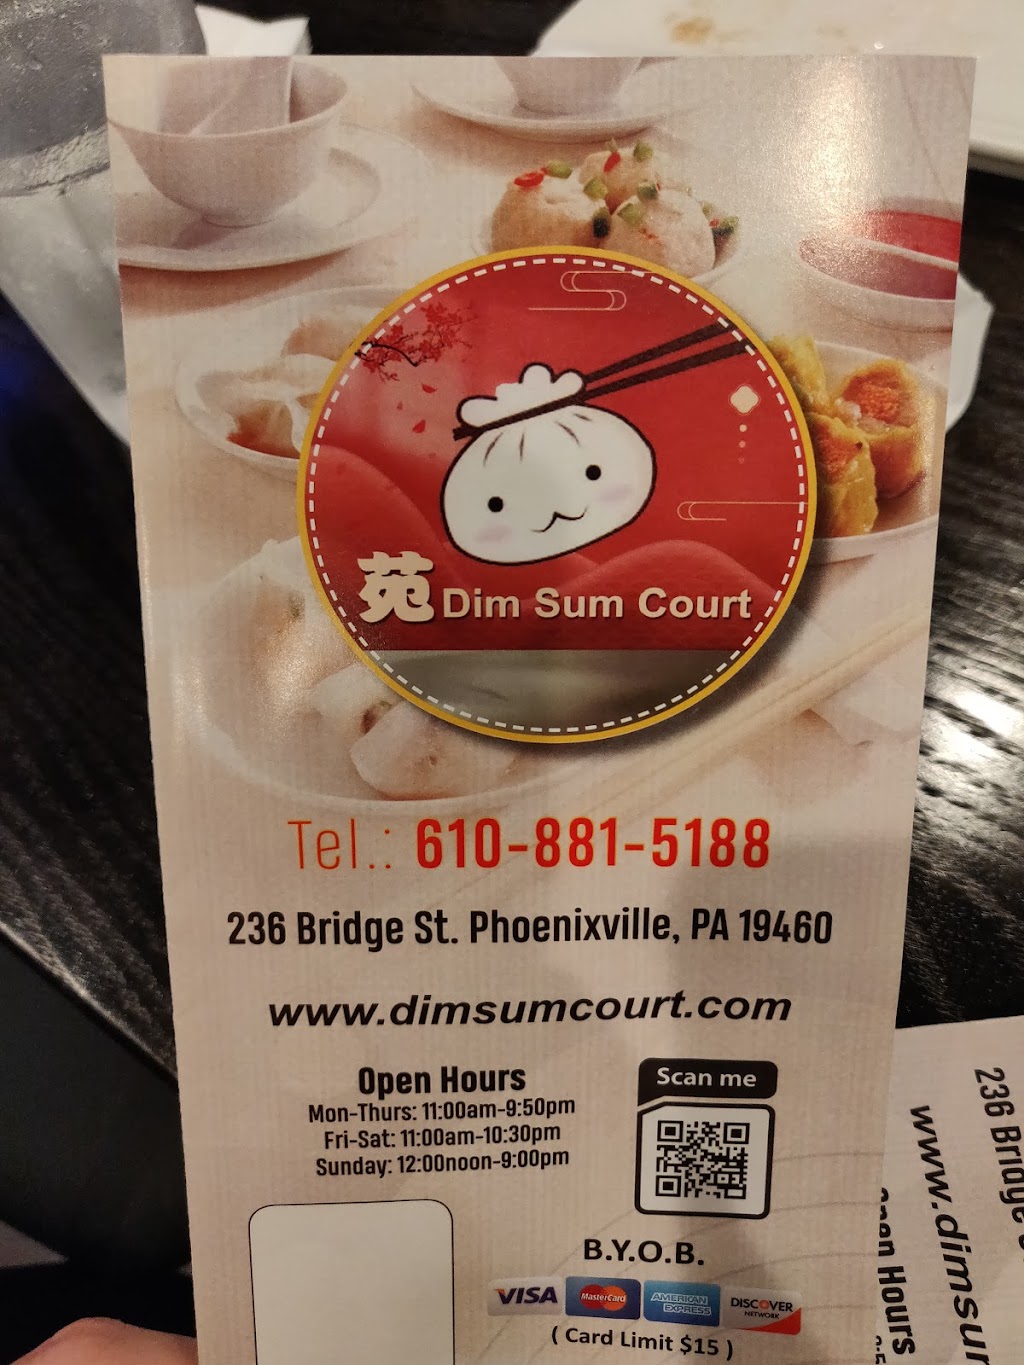 苑 Dim Sum Court
Tel.: 610-881-5188
236 Bridge St. Phoenixville, PA 19460
www.dimsumcourt.com
Open Hours
Mon-Thurs: 11:00am-9:50pm
Fri-Sat: 11:00am-10:30pm
Sunday: 12:00noon-9:00pm
Scan me
B.Y.O.B.
VISA MasterCard AMERICAN EXPRESS DISCOVER NETWORK
( Card Limit $15 )
236 Bridge
www.dimsu
Hours